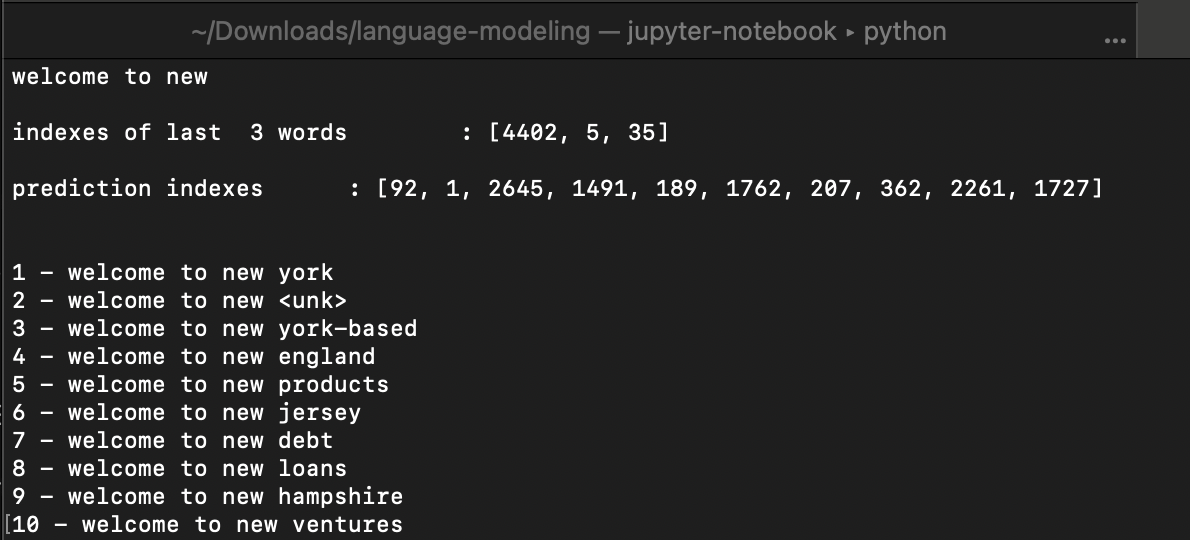 ~/Downloads/language-modeling — jupyter-notebook ▸ python
...
welcome to new
indexes of last  3 words        : [4402, 5, 35]
prediction indexes      : [92, 1, 2645, 1491, 189, 1762, 207, 362, 2261, 1727]
1 - welcome to new york
2 - welcome to new <unk>
3 - welcome to new york-based
4 - welcome to new england
5 - welcome to new products
6 - welcome to new jersey
7 - welcome to new debt
8 - welcome to new loans
9 - welcome to new hampshire
[10 - welcome to new ventures